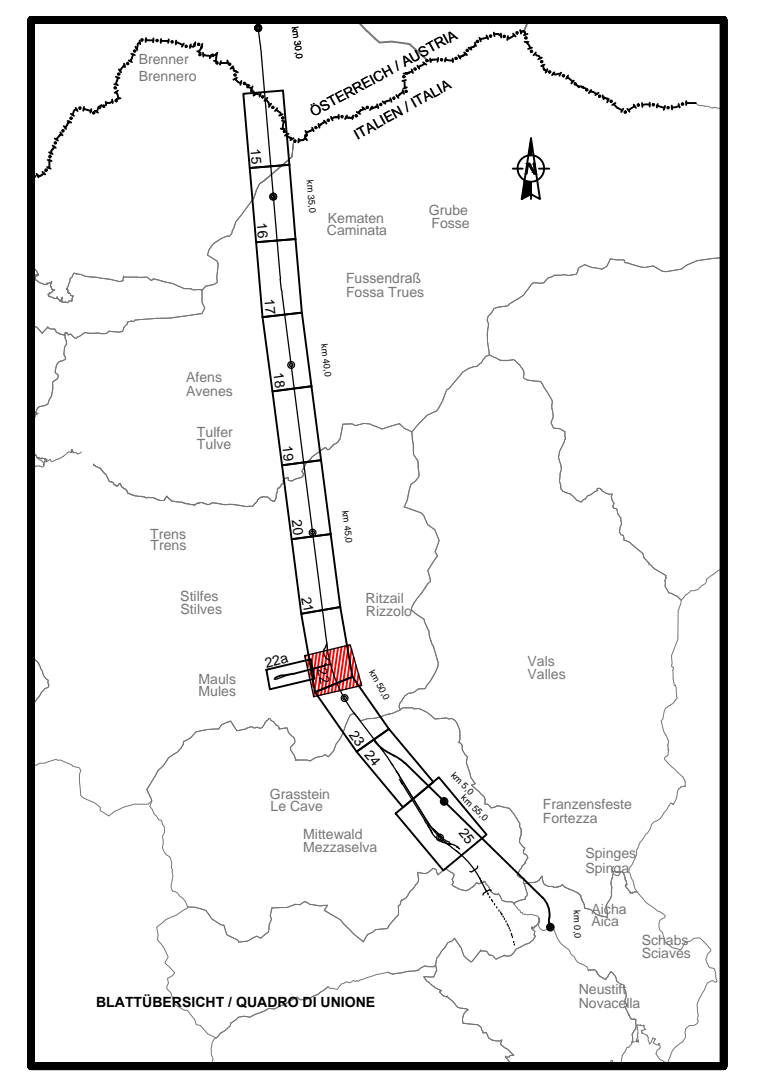 km 30,0
Brenner
Brennero
ÖSTERREICH / AUSTRIA
ITALIEN / ITALIA
N
15
km 35,0
16
Kematen
Caminata
Grube
Fosse
Fussendraß
Fossa Trues
17
km 40,0
18
Afens
Avenes
Tulfer
Tulve
19
km 45,0
20
Trens
Trens
Stilfes
Stilves
21
Ritzail
Rizzolo
22a
22
Mauls
Mules
km 50,0
Vals
Valles
23
24
km 5,0
km 55,0
25
Grasstein
Le Cave
Mittewald
Mezzaselva
Franzensfeste
Fortezza
Spinges
Spinga
Aicha
Aica
km 0,0
Schabs
Sciaves
Neustift
Novacella
BLATTÜBERSICHT / QUADRO DI UNIONE